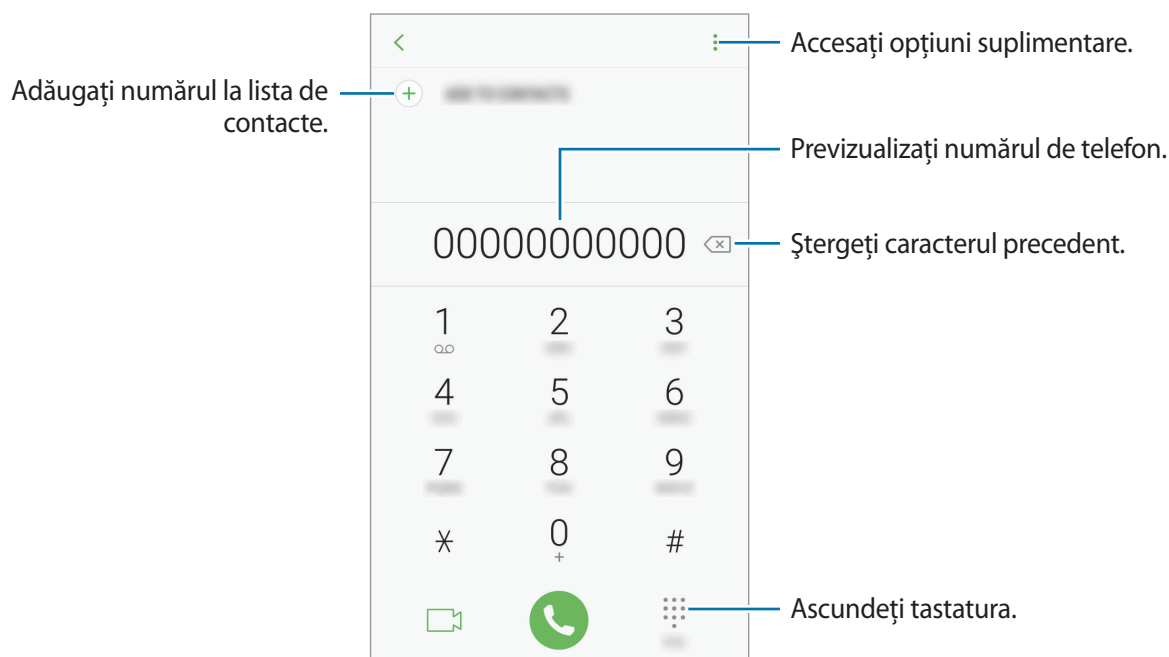 Accesați opțiuni suplimentare.
Adăugați numărul la lista de
contacte.
Previzualizați numărul de telefon.
00000000000
Ştergeți caracterul precedent.
1 2 3
4 5 6
7 8 9
* 0 #
+
Ascundeți tastatura.